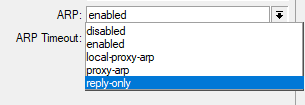 ARP: enabled
ARP Timeout: disabled
enabled
local-proxy-arp
proxy-arp
reply-only